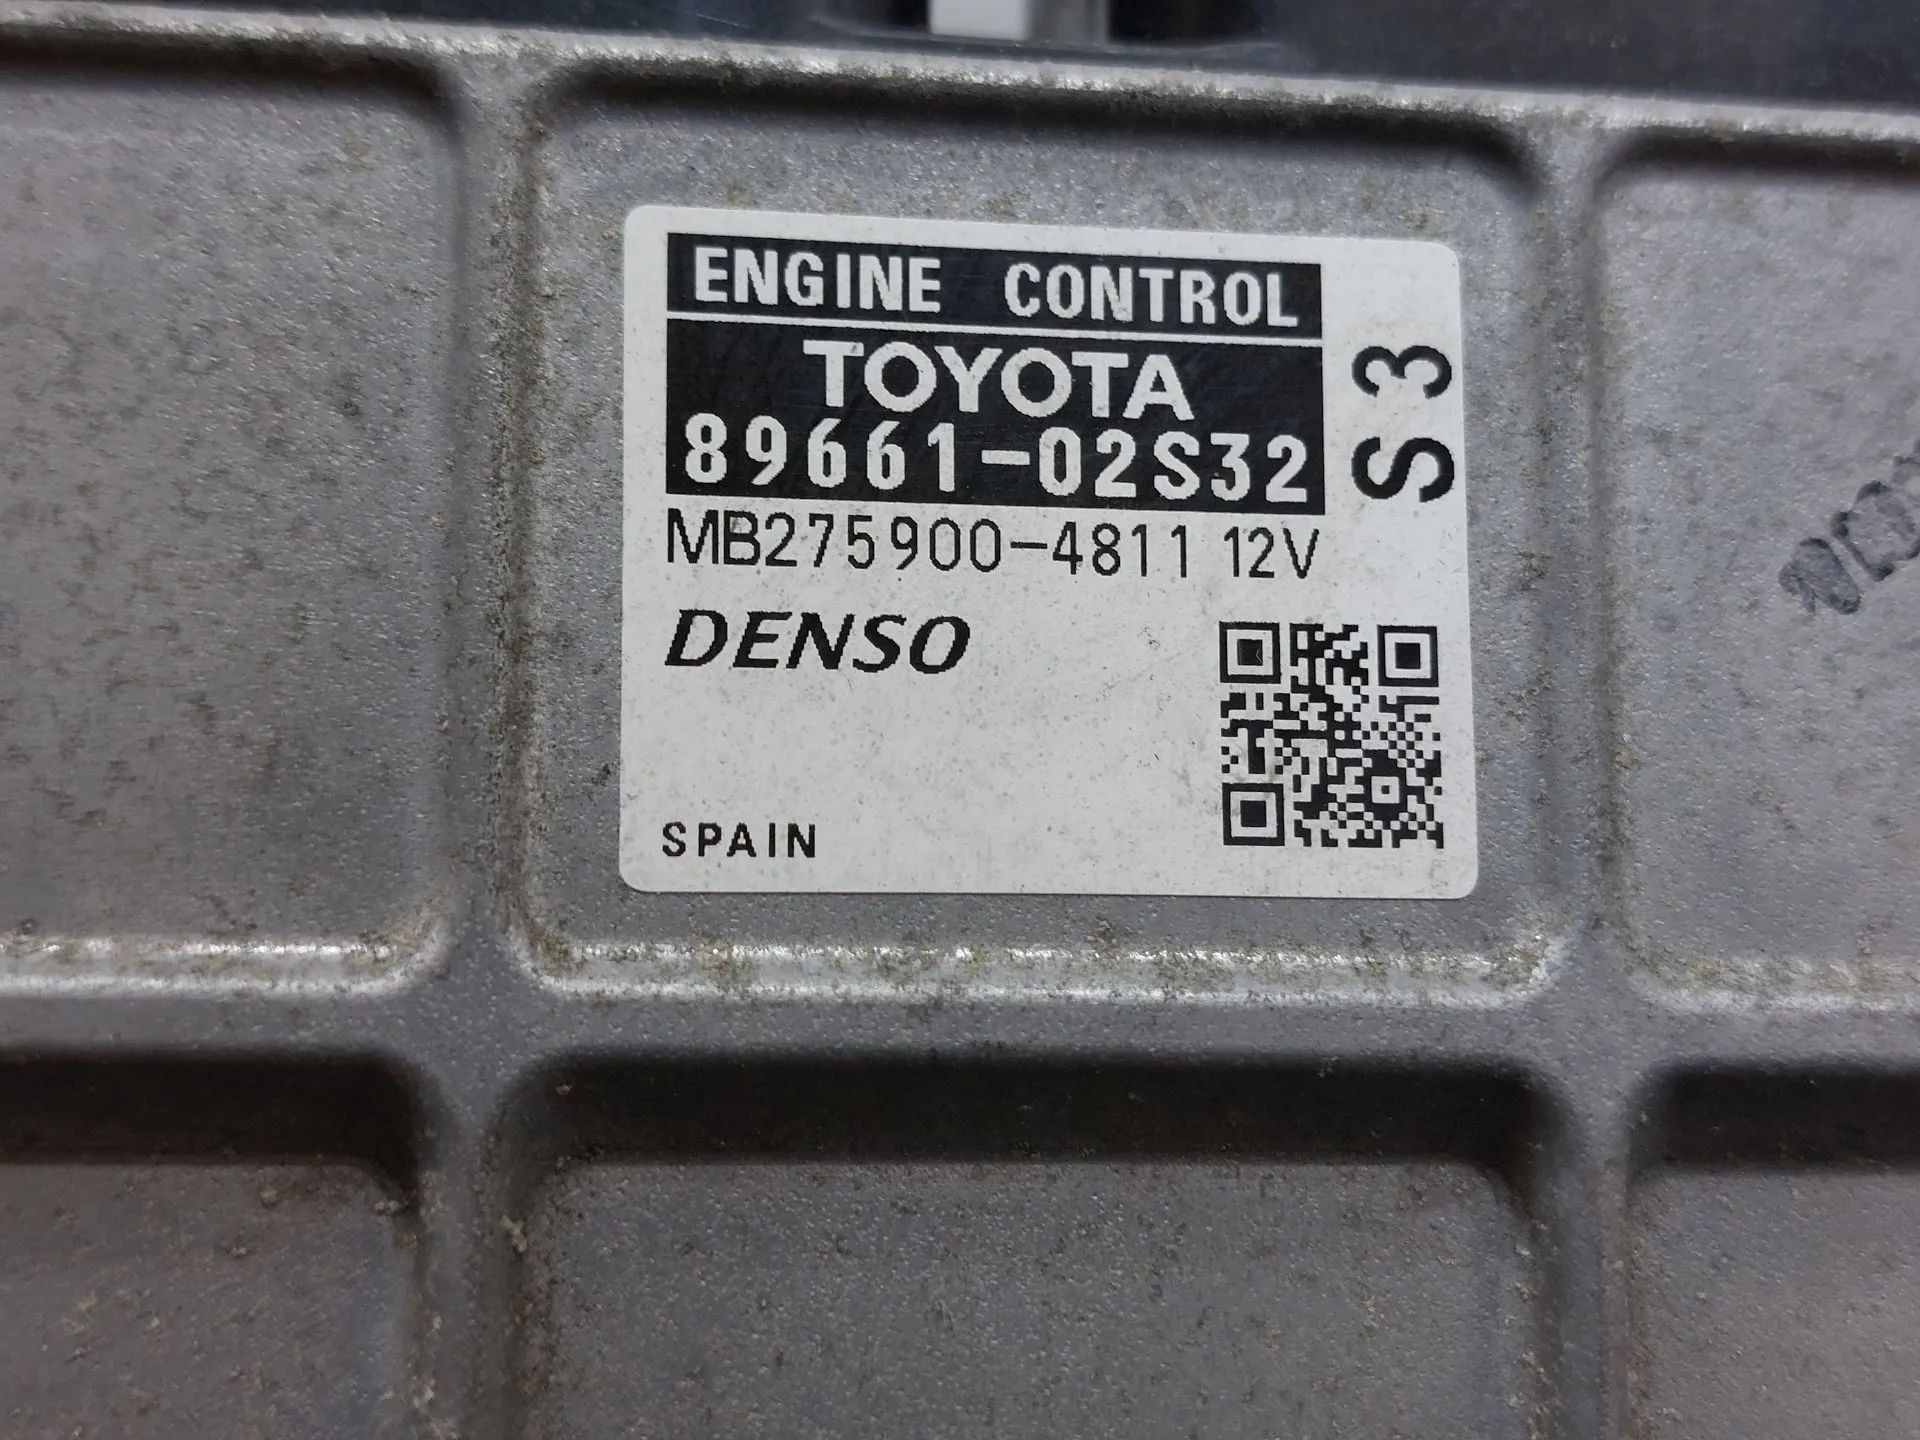 ENGINE CONTROL
TOYOTA
89661-02S32
S3
MB275900-4811 12V
DENSO
SPAIN